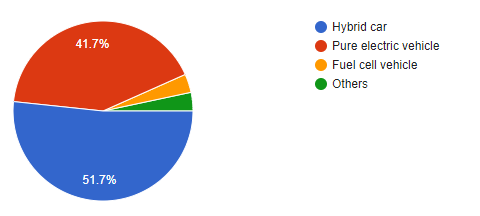 41.7%
51.7%
Hybrid car
Pure electric vehicle
Fuel cell vehicle
Others